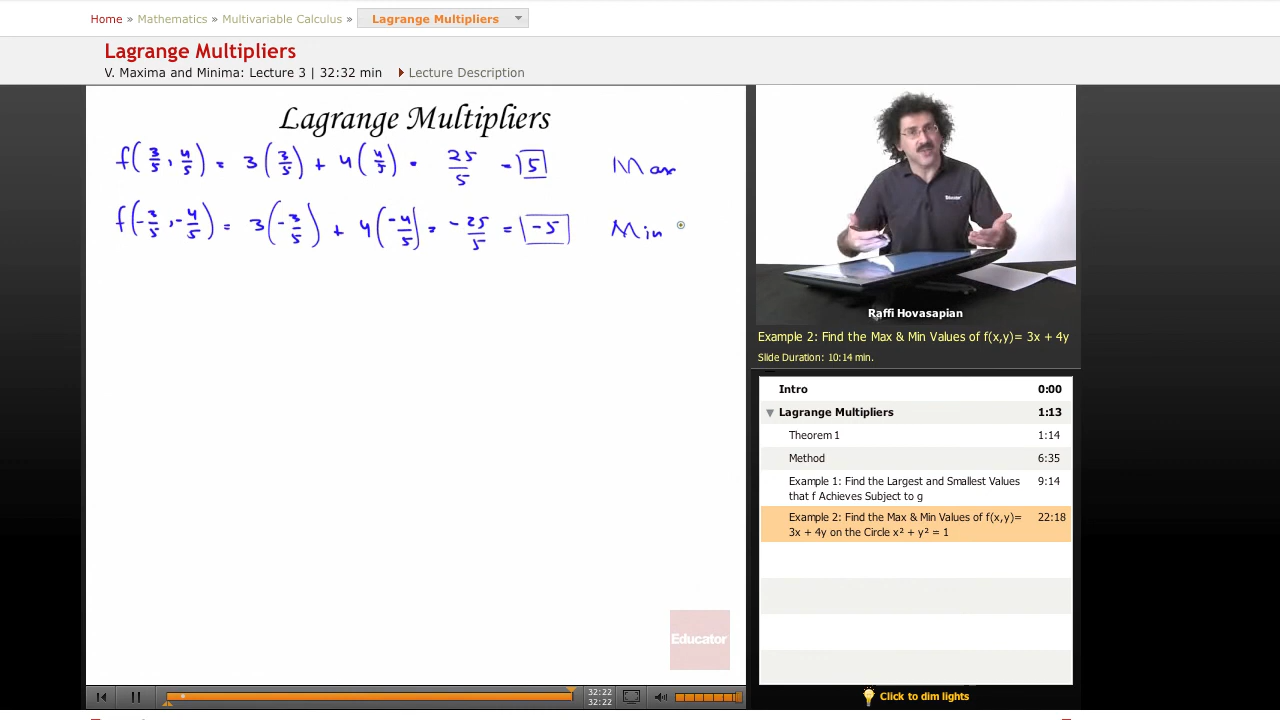 Home » Mathematics » Multivariable Calculus » Lagrange Multipliers
Lagrange Multipliers
V. Maxima and Minima: Lecture 3 | 32:32 min Lecture Description
Lagrange Multipliers
f(3/5, 4/5) = 3(3/5) + 4(4/5) = 25/5 = 5 Max
f(-3/5, -4/5) = 3(-3/5) + 4(-4/5) = -25/5 = -5 Min
Educator
Raffi Hovasapian
Example 2: Find the Max & Min Values of f(x,y)= 3x + 4y
Slide Duration: 10:14 min.
Intro 0:00
Lagrange Multipliers 1:13
Theorem 1 1:14
Method 6:35
Example 1: Find the Largest and Smallest Values 9:14
that f Achieves Subject to g
Example 2: Find the Max & Min Values of f(x,y)= 22:18
3x + 4y on the Circle x² + y² = 1
Educator
32:22
32:22
Click to dim lights